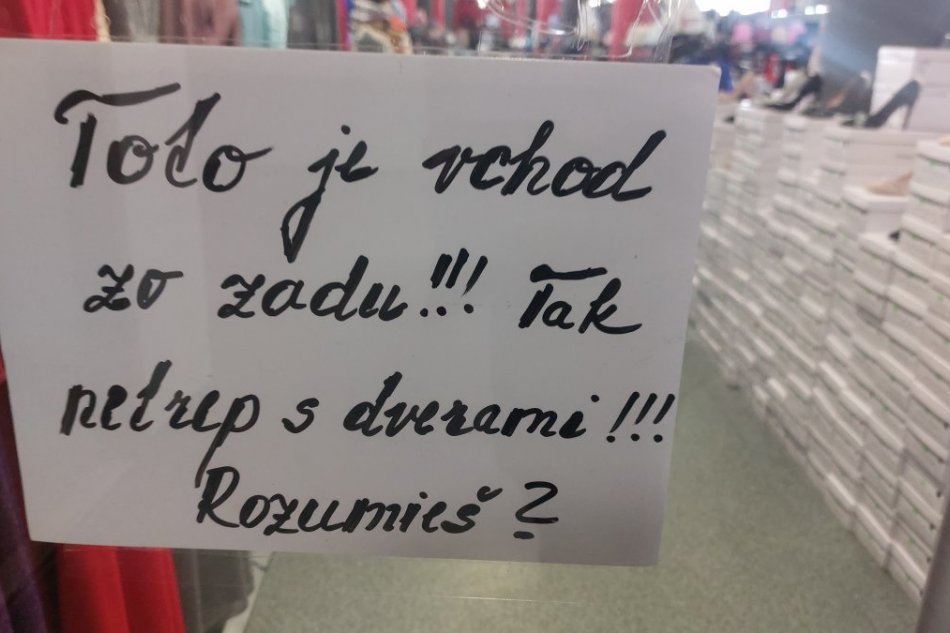 Toto je vchod
zo zadu!!! Tak
netrep s dverami!!!
Rozumieš?